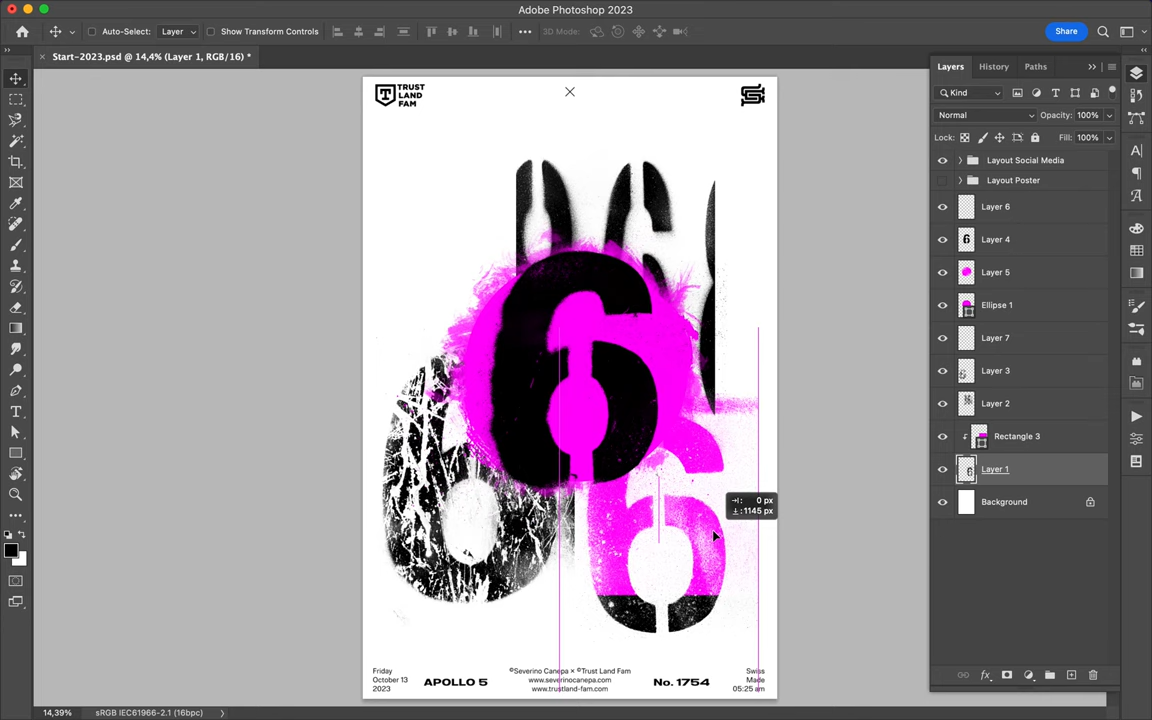 Adobe Photoshop 2023
Auto-Select: Layer Show Transform Controls 3D Mode: Share
Start-2023.psd @ 14,4% (Layer 1, RGB/16) *
Layers History Paths
Kind
Normal Opacity: 100%
Lock: Fill: 100%
Layout Social Media
Layout Poster
Layer 6
Layer 4
Layer 5
Ellipse 1
Layer 7
Layer 3
Layer 2
Rectangle 3
Layer 1
Background
TRUST
LAND
FAM
6
6
6
→|: 0 px
: 1145 px
Friday
October 13
2023
APOLLO 5
©Severino Canepa × ©Trust Land Fam
www.severinocanepa.com
www.trustland-fam.com
No. 1754
Swiss
Made
05:25 am
14,39% sRGB IEC61966-2.1 (16bpc)